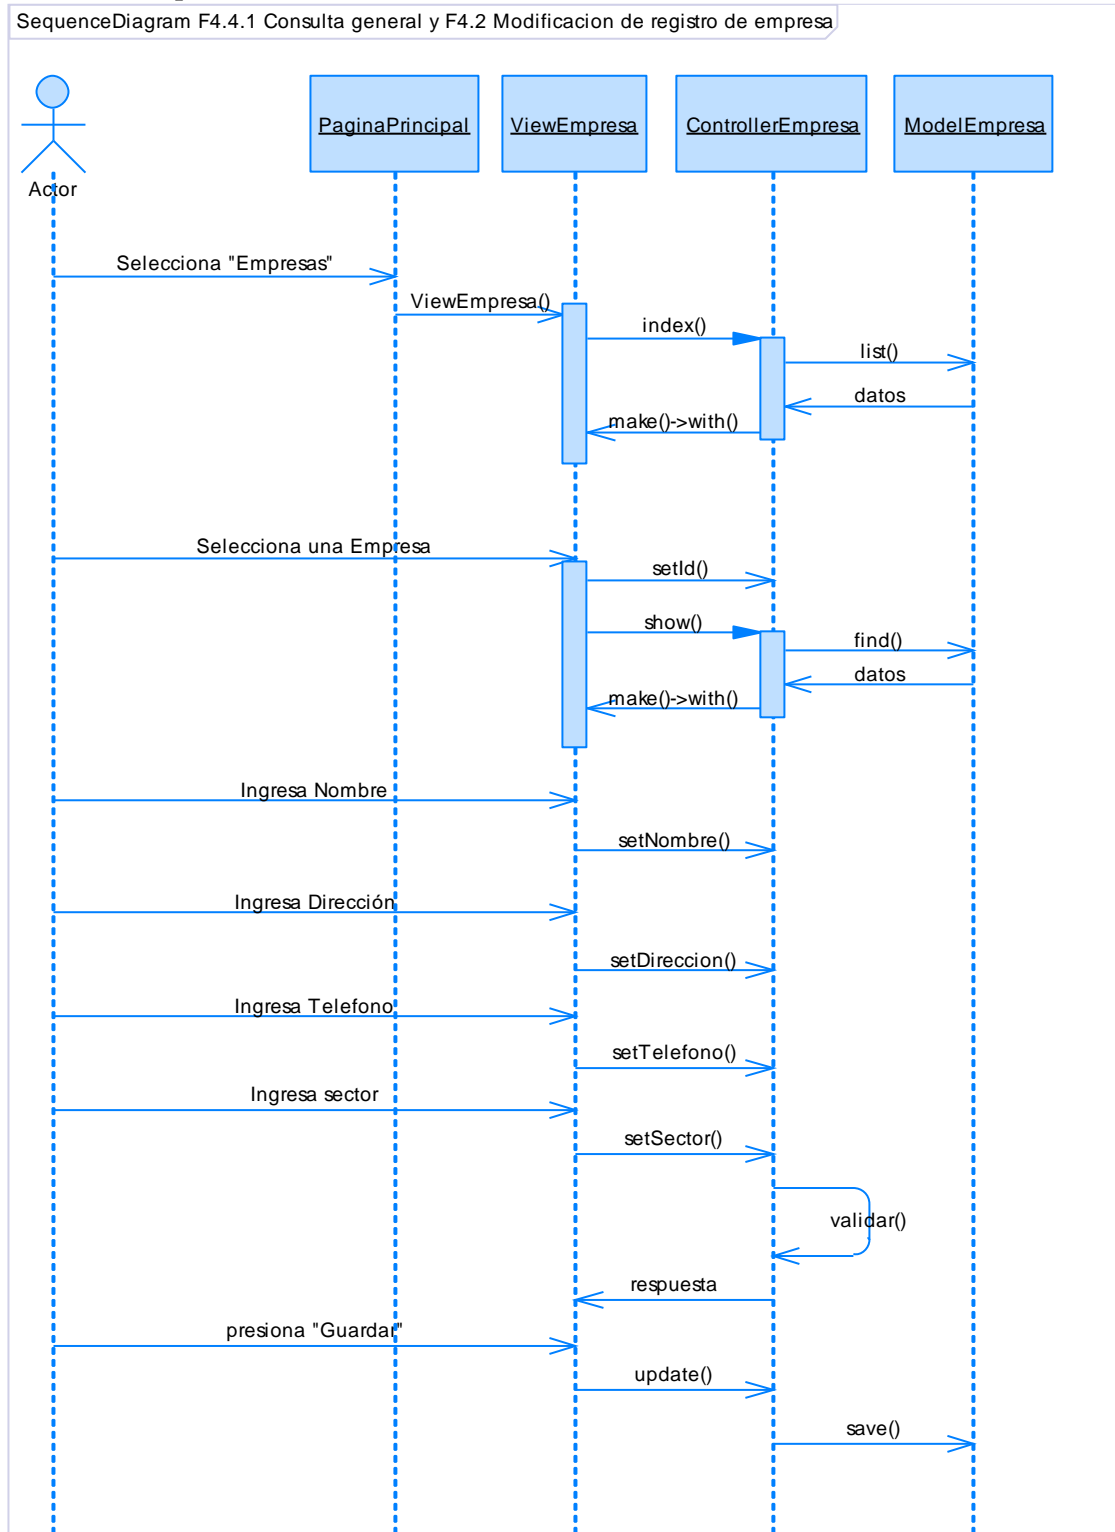 SequenceDiagram F4.4.1 Consulta general y F4.2 Modificacion de registro de empresa
PaginaPrincipal
ViewEmpresa
ControllerEmpresa
ModelEmpresa
Actor
Selecciona "Empresas"
ViewEmpresa()
index()
list()
datos
make()->with()
Selecciona una Empresa
setId()
show()
find()
datos
make()->with()
Ingresa Nombre
setNombre()
Ingresa Dirección
setDireccion()
Ingresa Telefono
setTelefono()
Ingresa sector
setSector()
validar()
respuesta
presiona "Guardar"
update()
save()